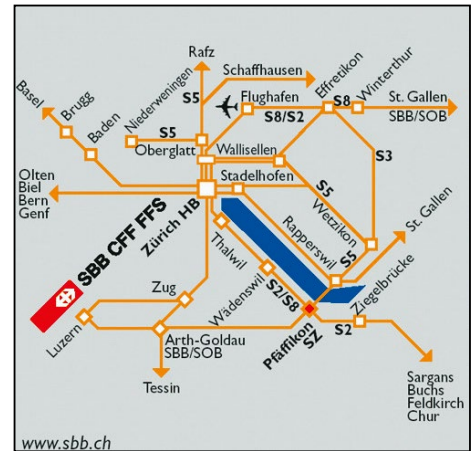 Rafz
Schaffhausen
Basel
Brugg
Baden
Niederweningen
S5
S5
Oberglatt
Flughafen
S8/S2
Effretikon
S8
Winterthur
St. Gallen
SBB/SOB
Wallisellen
S3
Stadelhofen
S5
Wetzikon
Olten
Biel
Bern
Genf
Zürich HB
SBB CFF FFS
Thalwil
Rapperswil
S5
St. Gallen
Zug
Wädenswil
S2/S8
Ziegelbrücke
Luzern
Arth-Goldau
SBB/SOB
Pfäffikon
SZ
S2
Tessin
Sargans
Buchs
Feldkirch
Chur
www.sbb.ch